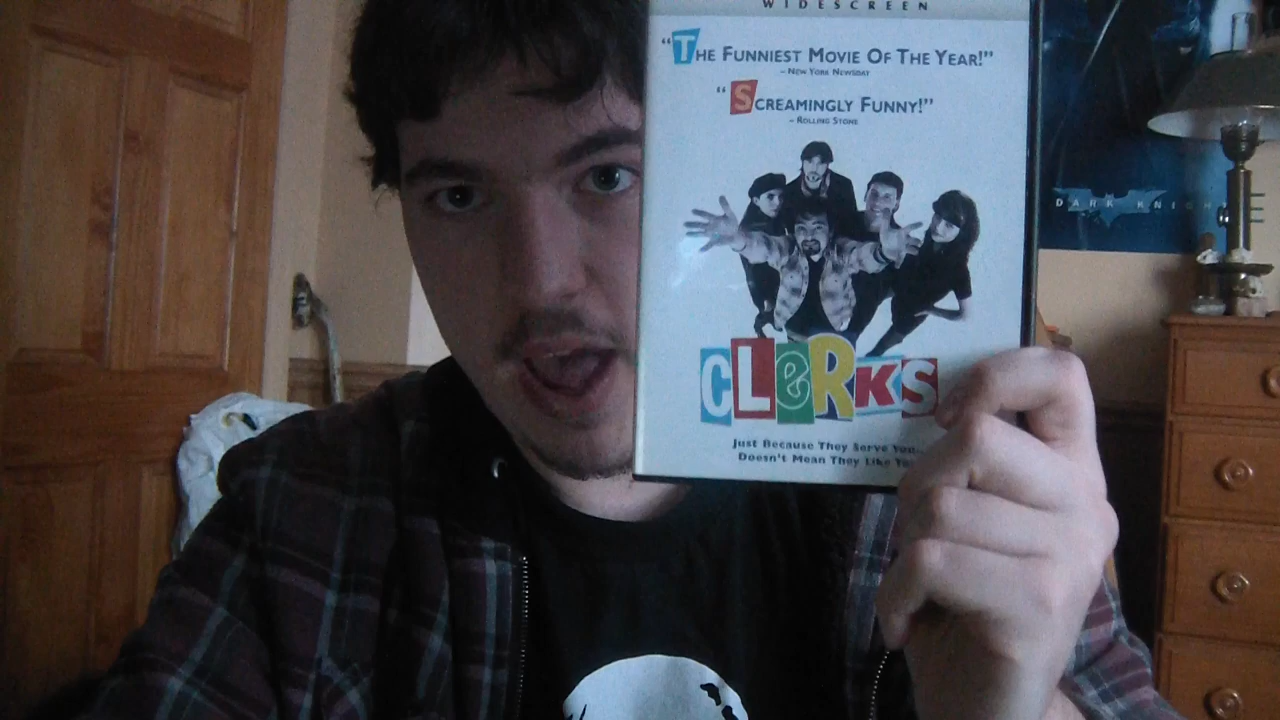 WIDESCREEN
"THE FUNNIEST MOVIE OF THE YEAR!"
– NEW YORK NEWSDAY
"SCREAMINGLY FUNNY!"
– ROLLING STONE
CLeRKS
Just Because They Serve You...
Doesn't Mean They Like
DARK KNIGH